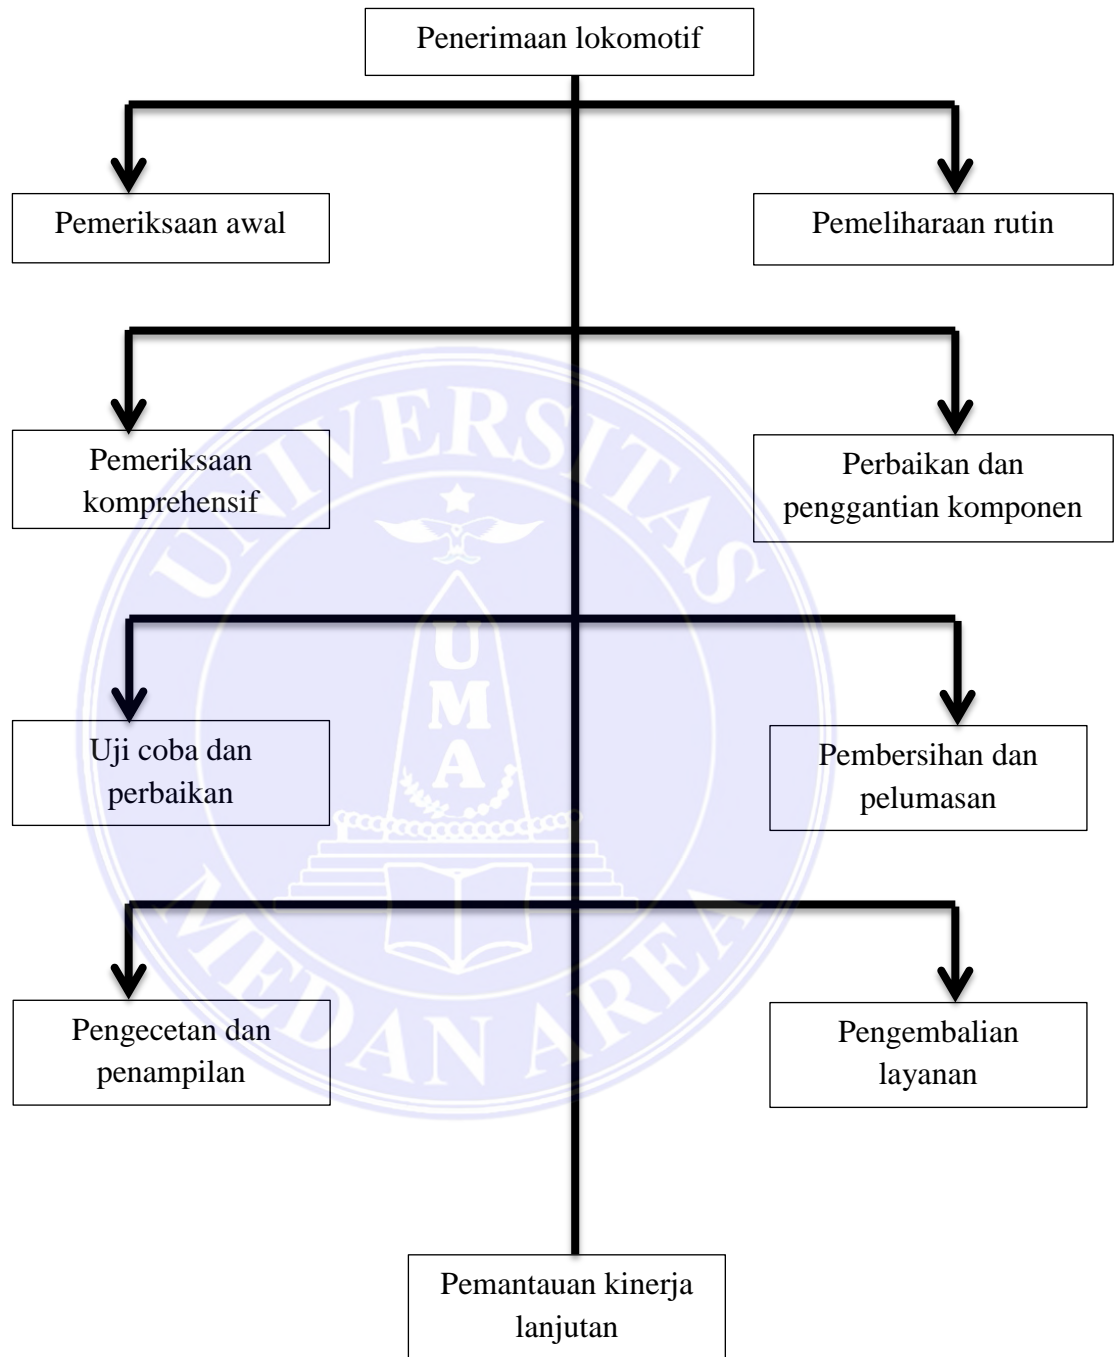 Penerimaan lokomotif
Pemeriksaan awal
Pemeliharaan rutin
Pemeriksaan
komprehensif
Perbaikan dan
penggantian komponen
Uji coba dan
perbaikan
Pembersihan dan
pelumasan
Pengecetan dan
penampilan
Pengembalian
layanan
Pemantauan kinerja
lanjutan
UNIVERSITAS
MEDAN AREA
U
M
A